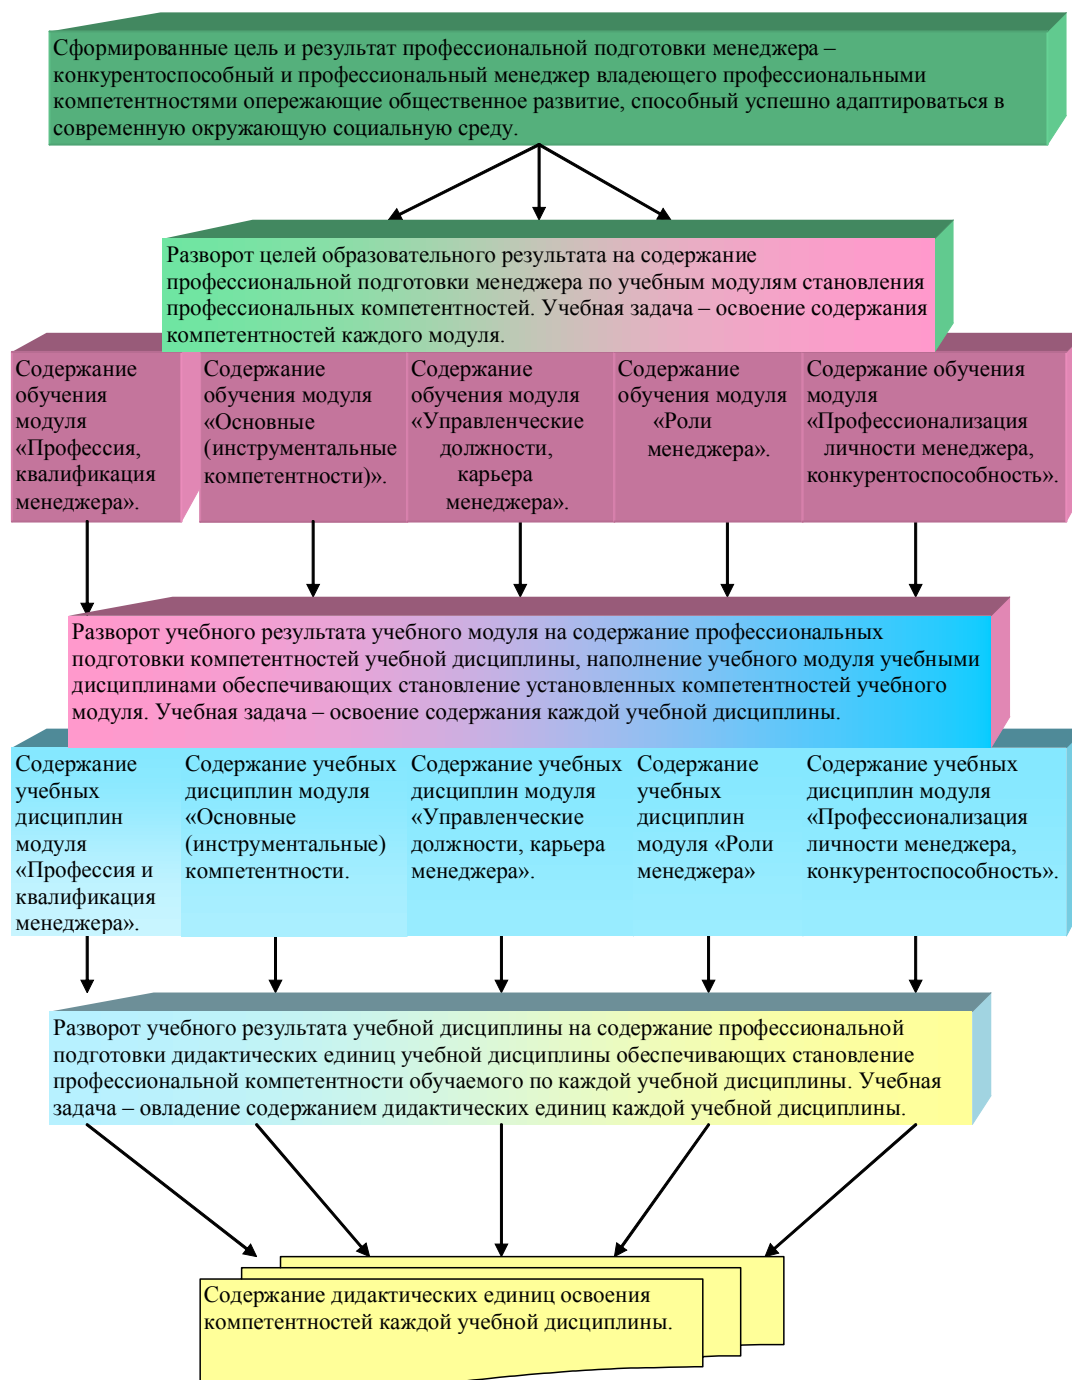 Сформированные цель и результат профессиональной подготовки менеджера –
конкурентоспособный и профессиональный менеджер владеющего профессиональными
компетентностями опережающие общественное развитие, способный успешно адаптироваться в
современную окружающую социальную среду.
Разворот целей образовательного результата на содержание
профессиональной подготовки менеджера по учебным модулям становления
профессиональных компетентностей. Учебная задача – освоение содержания
компетентностей каждого модуля.
Содержание
обучения
модуля
«Профессия,
квалификация
менеджера».
Содержание
обучения модуля
«Основные
(инструментальные
компетентности)».
Содержание
обучения модуля
«Управленческие
должности,
карьера
менеджера».
Содержание
обучения модуля
«Роли
менеджера».
Содержание обучения
модуля
«Профессионализация
личности менеджера,
конкурентоспособность».
Разворот учебного результата учебного модуля на содержание профессиональных
подготовки компетентностей учебной дисциплины, наполнение учебного модуля учебными
дисциплинами обеспечивающих становление установленных компетентностей учебного
модуля. Учебная задача – освоение содержания каждой учебной дисциплины.
Содержание
учебных
дисциплин
модуля
«Профессия и
квалификация
менеджера».
Содержание учебных
дисциплин модуля
«Основные
(инструментальные)
компетентности.
Содержание учебных
дисциплин модуля
«Управленческие
должности, карьера
менеджера».
Содержание
учебных
дисциплин
модуля «Роли
менеджера»
Содержание учебных
дисциплин модуля
«Профессионализация
личности менеджера,
конкурентоспособность».
Разворот учебного результата учебной дисциплины на содержание профессиональной
подготовки дидактических единиц учебной дисциплины обеспечивающих становление
профессиональной компетентности обучаемого по каждой учебной дисциплины. Учебная
задача – овладение содержанием дидактических единиц каждой учебной дисциплины.
Содержание дидактических единиц освоения
компетентностей каждой учебной дисциплины.